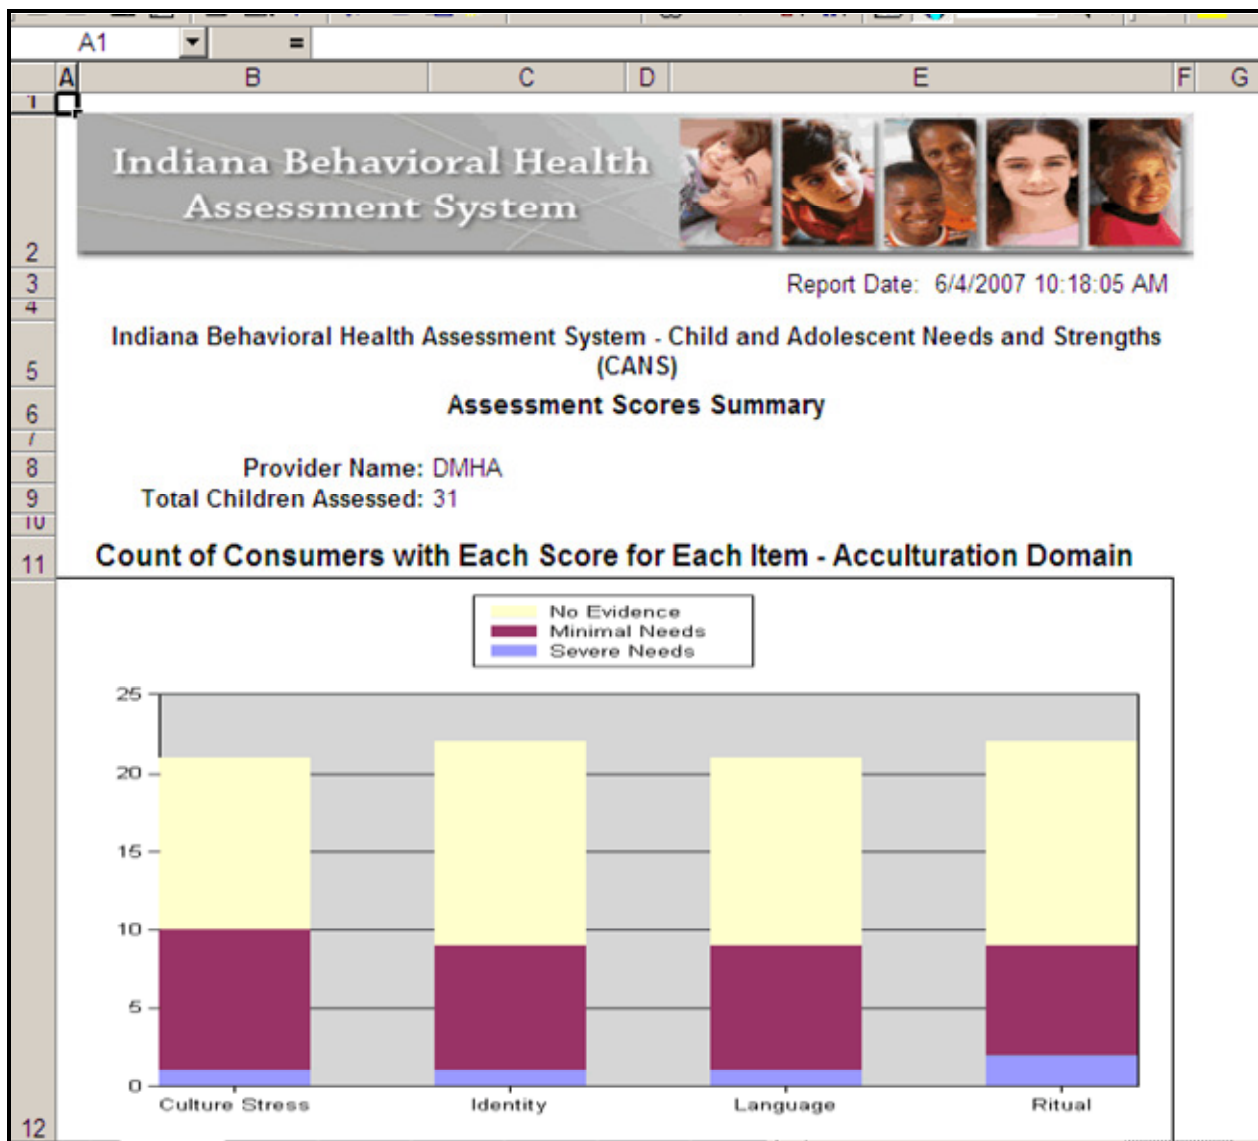 A1 =
A B C D E F G
1
Indiana Behavioral Health
Assessment System
2
3 Report Date: 6/4/2007 10:18:05 AM
4
Indiana Behavioral Health Assessment System - Child and Adolescent Needs and Strengths
5 (CANS)
6 Assessment Scores Summary
7
8 Provider Name: DMHA
9 Total Children Assessed: 31
10
11 Count of Consumers with Each Score for Each Item - Acculturation Domain
No Evidence
Minimal Needs
Severe Needs
25
20
15
10
5
0
Culture Stress Identity Language Ritual
12